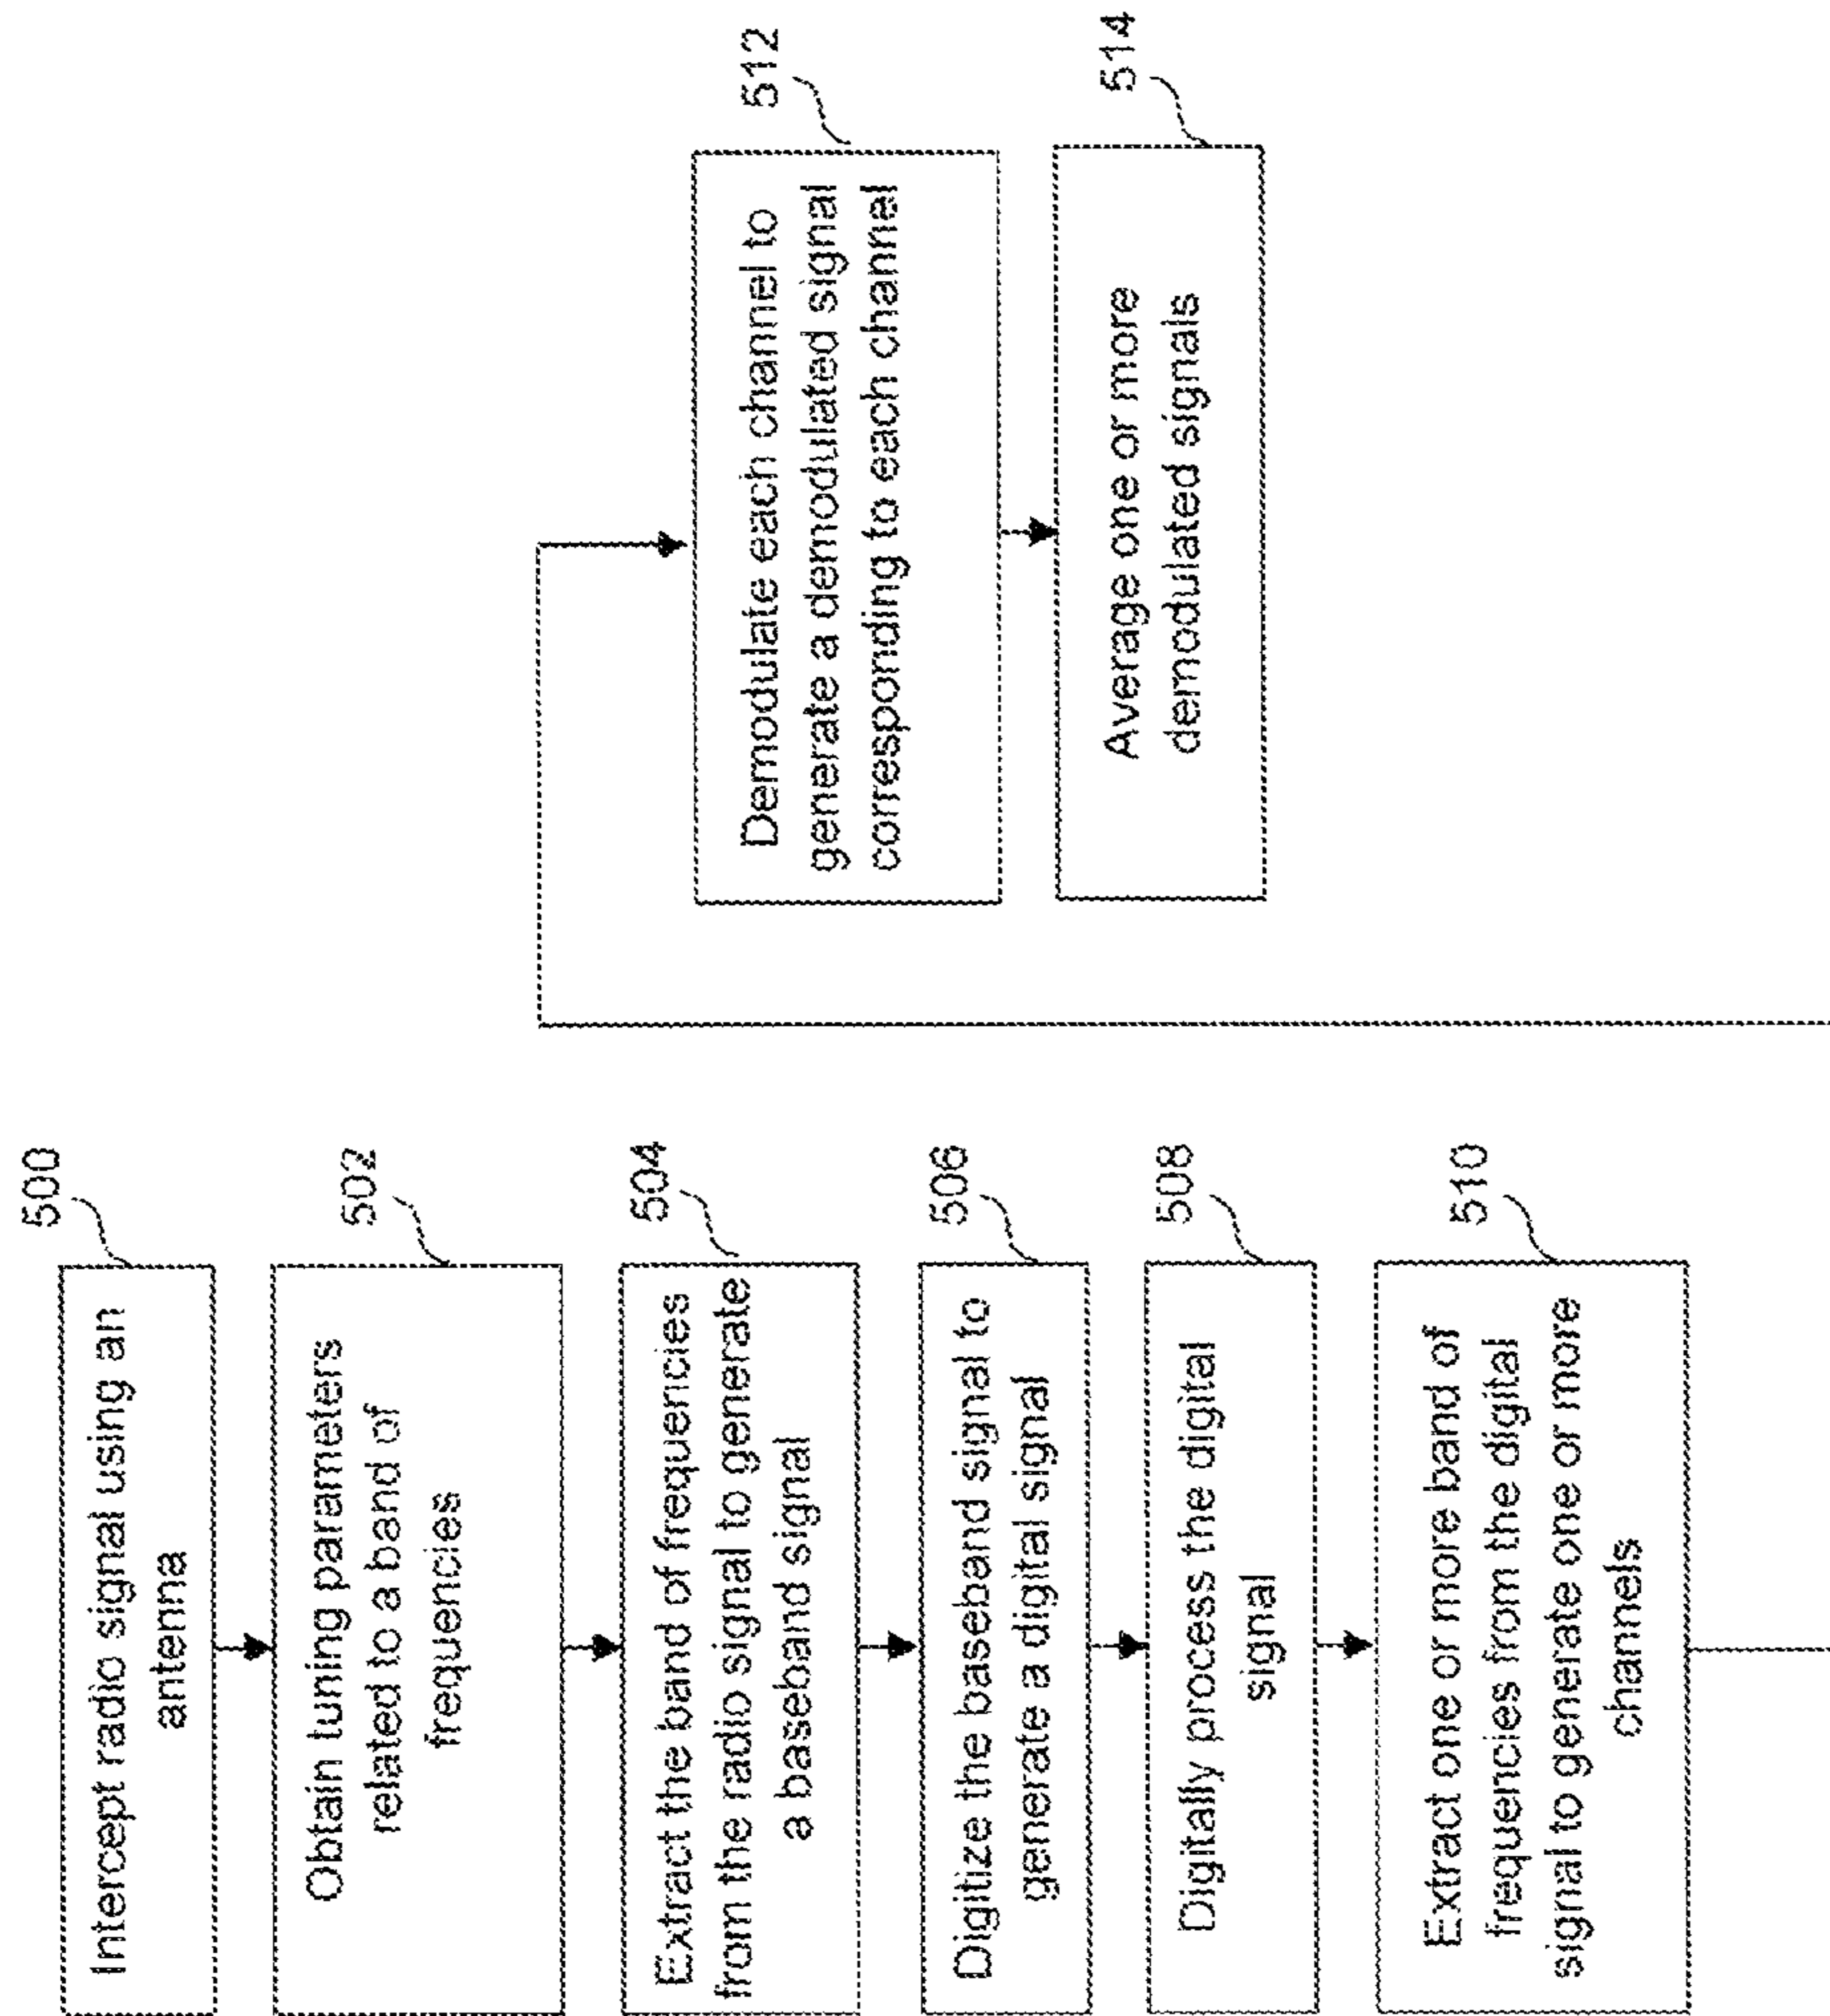 500
Intercept radio signal using an
antenna
502
Obtain tuning parameters
related to a band of
frequencies
504
Extract the band of frequencies
from the radio signal to generate
a baseband signal
506
Digitize the baseband signal to
generate a digital signal
508
Digitally process the digital
signal
510
Extract one or more band of
frequencies from the digital
signal to generate one or more
channels
512
Demodulate each channel to
generate a demodulated signal
corresponding to each channel
514
Average one or more
demodulated signals